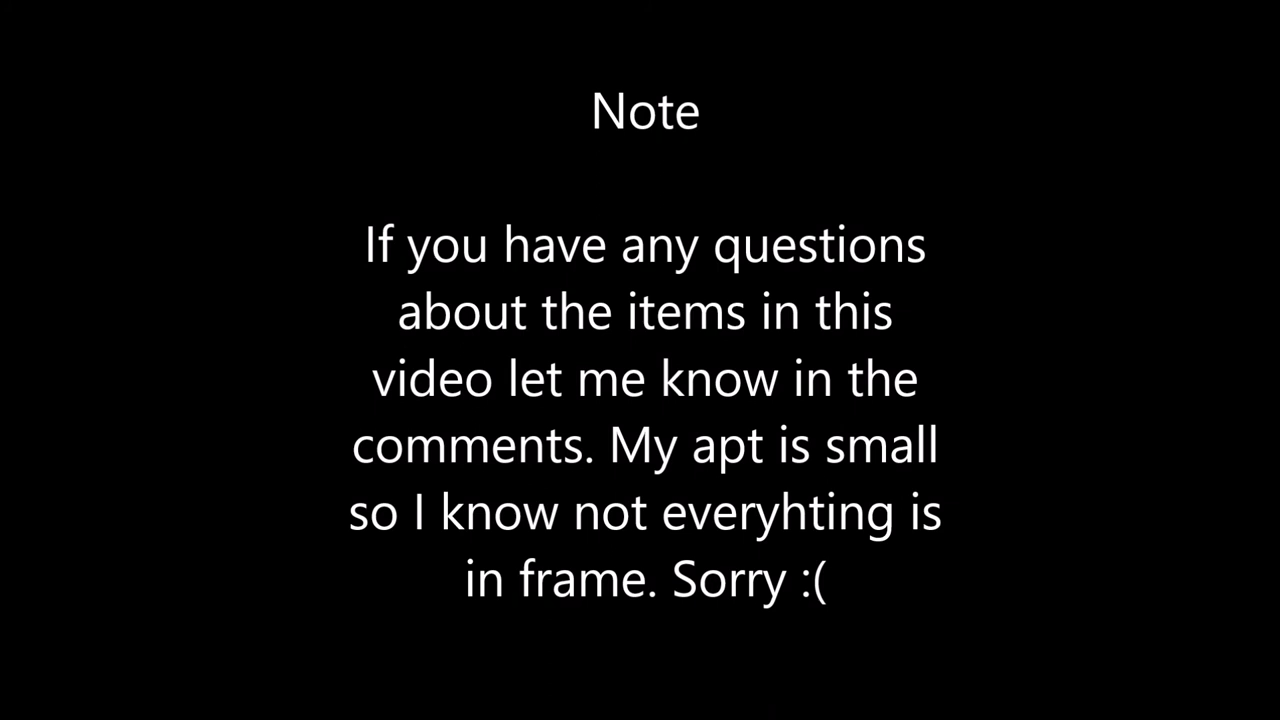 Note
If you have any questions
about the items in this
video let me know in the
comments. My apt is small
so I know not everyhting is
in frame. Sorry :(